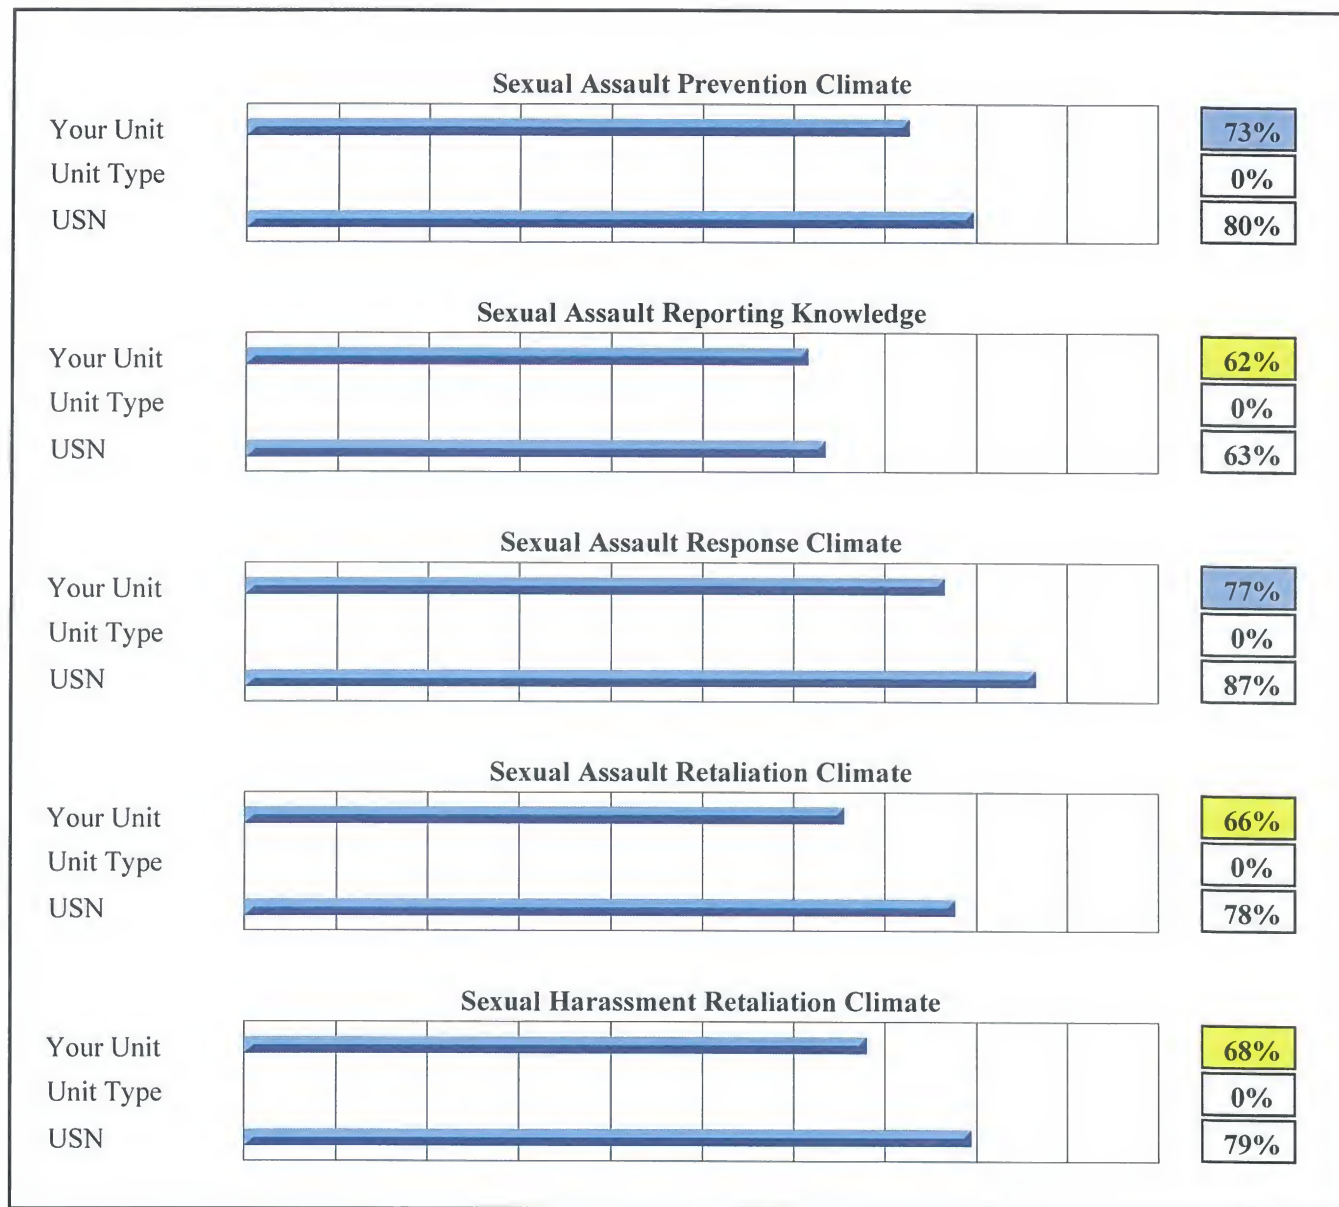 Sexual Assault Prevention Climate
Your Unit 73%
Unit Type 0%
USN 80%
Sexual Assault Reporting Knowledge
Your Unit 62%
Unit Type 0%
USN 63%
Sexual Assault Response Climate
Your Unit 77%
Unit Type 0%
USN 87%
Sexual Assault Retaliation Climate
Your Unit 66%
Unit Type 0%
USN 78%
Sexual Harassment Retaliation Climate
Your Unit 68%
Unit Type 0%
USN 79%